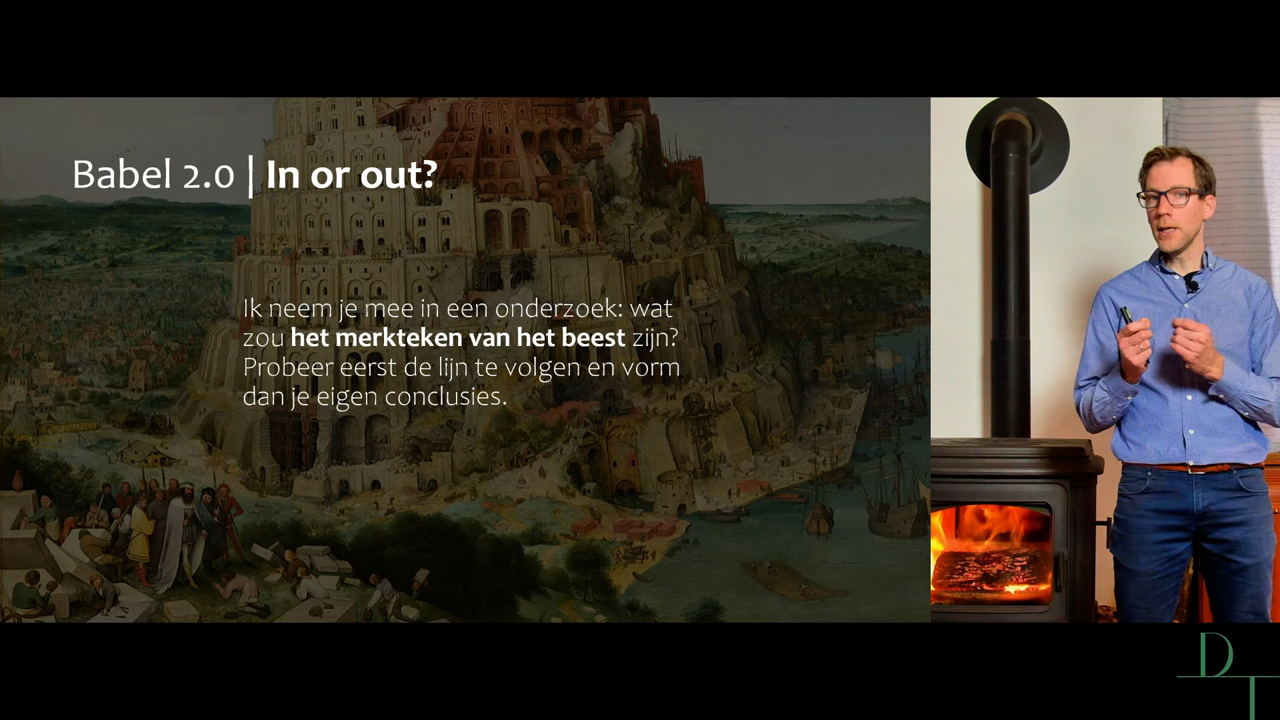 Babel 2.0 | In or out?
Ik neem je mee in een onderzoek: wat
zou het merkteken van het beest zijn?
Probeer eerst de lijn te volgen en vorm
dan je eigen conclusies.
DT